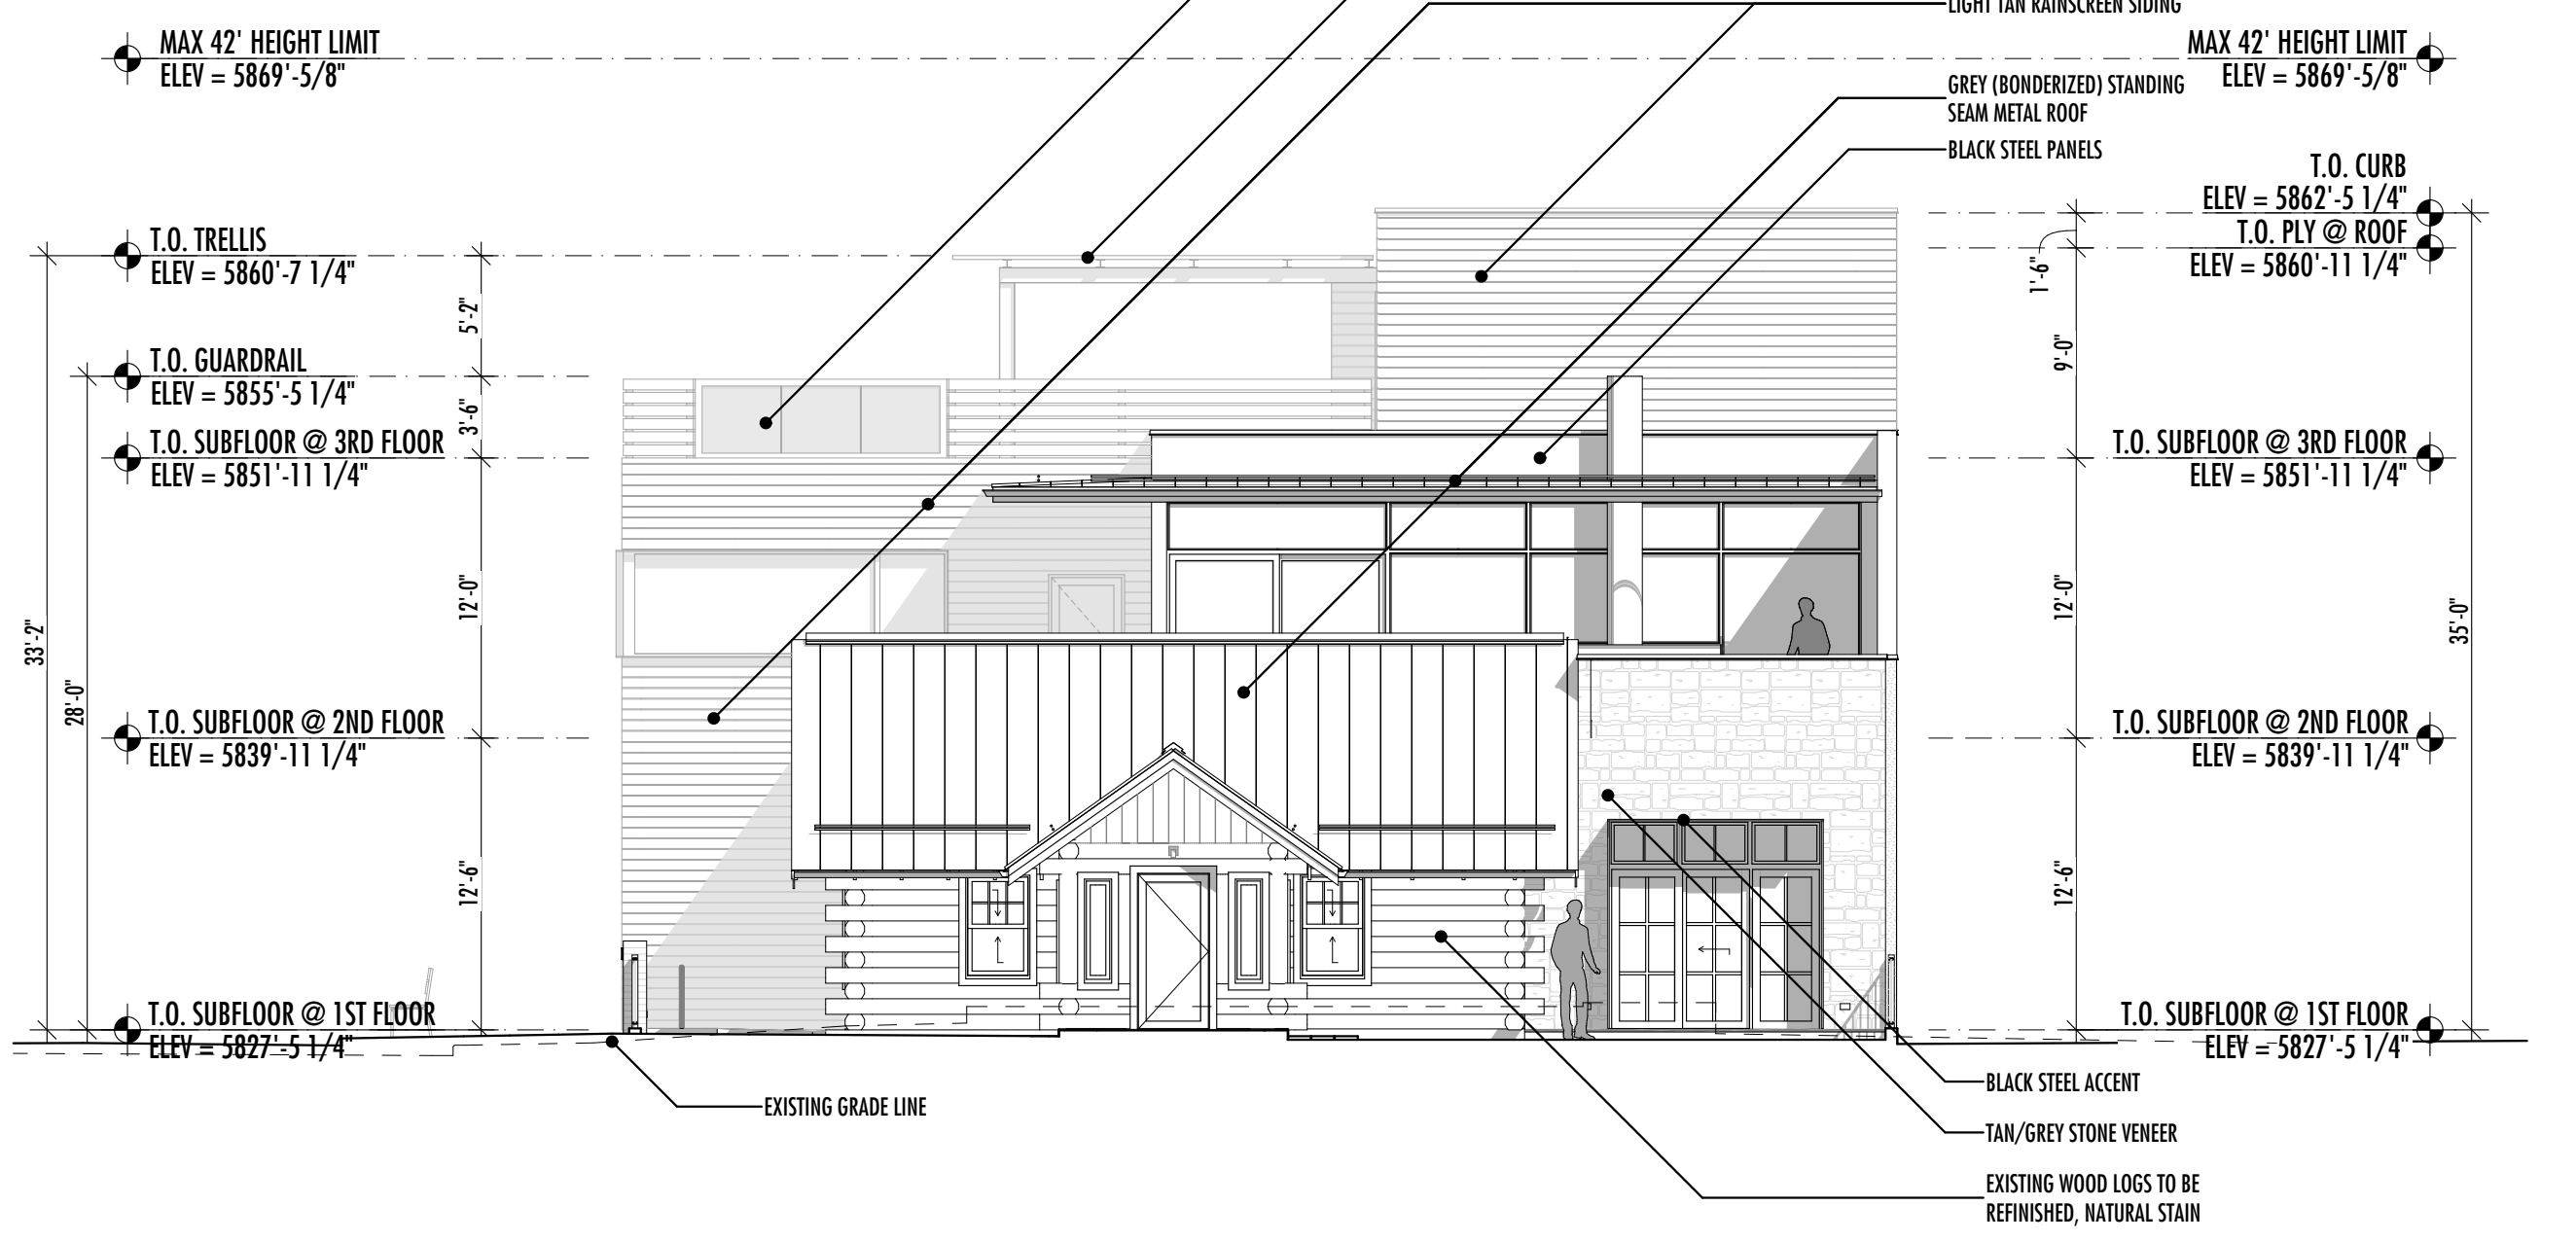 LIGHT TAN RAINSCREEN SIDING
MAX 42' HEIGHT LIMIT
ELEV = 5869'-5/8"
MAX 42' HEIGHT LIMIT
ELEV = 5869'-5/8"
GREY (BONDERIZED) STANDING
SEAM METAL ROOF
BLACK STEEL PANELS
T.O. CURB
ELEV = 5862'-5 1/4"
T.O. PLY @ ROOF
ELEV = 5860'-11 1/4"
T.O. TRELLIS
ELEV = 5860'-7 1/4"
1'-6"
5'-2"
9'-0"
T.O. GUARDRAIL
ELEV = 5855'-5 1/4"
3'-6"
T.O. SUBFLOOR @ 3RD FLOOR
ELEV = 5851'-11 1/4"
T.O. SUBFLOOR @ 3RD FLOOR
ELEV = 5851'-11 1/4"
33'-2"
28'-0"
12'-0"
12'-0"
35'-0"
T.O. SUBFLOOR @ 2ND FLOOR
ELEV = 5839'-11 1/4"
T.O. SUBFLOOR @ 2ND FLOOR
ELEV = 5839'-11 1/4"
12'-6"
12'-6"
T.O. SUBFLOOR @ 1ST FLOOR
ELEV = 5827'-5 1/4"
T.O. SUBFLOOR @ 1ST FLOOR
ELEV = 5827'-5 1/4"
BLACK STEEL ACCENT
EXISTING GRADE LINE
TAN/GREY STONE VENEER
EXISTING WOOD LOGS TO BE
REFINISHED, NATURAL STAIN